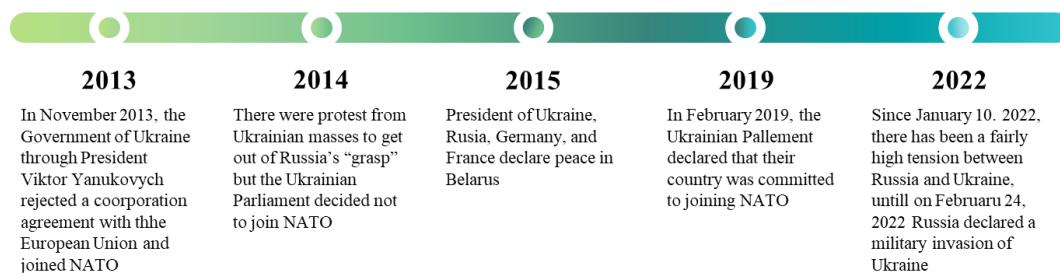 2013
In November 2013, the
Government of Ukraine
through President
Viktor Yanukovych
rejected a coorporation
agreement with thhe
European Union and
joined NATO
2014
There were protest from
Ukrainian masses to get
out of Russia's “grasp”
but the Ukrainian
Parliament decided not
to join NATO
2015
President of Ukraine,
Rusia, Germany, and
France declare peace in
Belarus
2019
In February 2019, the
Ukrainian Pallement
declared that their
country was committed
to joining NATO
2022
Since January 10. 2022,
there has been a fairly
high tension between
Russia and Ukraine,
untill on Februaru 24,
2022 Russia declared a
military invasion of
Ukraine